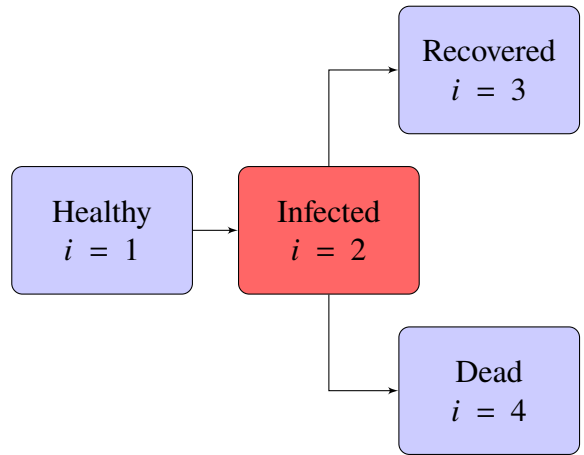 Recovered
i = 3
Healthy
i = 1
Infected
i = 2
Dead
i = 4